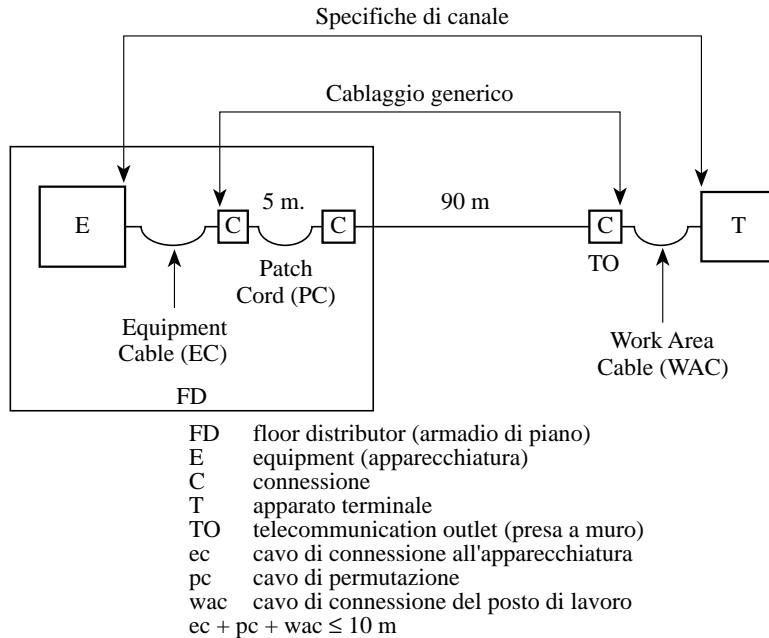 Specifiche di canale
Cablaggio generico
5 m.
90 m
E
C
C
C
T
Patch
Cord (PC)
TO
Equipment
Cable (EC)
Work Area
Cable (WAC)
FD
FD floor distributor (armadio di piano)
E equipment (apparecchiatura)
C connessione
T apparato terminale
TO telecommunication outlet (presa a muro)
ec cavo di connessione all'apparecchiatura
pc cavo di permutazione
wac cavo di connessione del posto di lavoro
ec + pc + wac ≤ 10 m